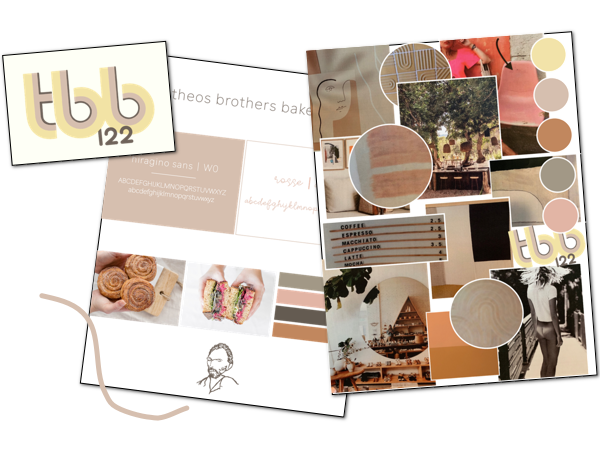 tbb
122
theos brothers bake
hiragino sans | W0
ABCDEFGHIJKLMNOPQRSTUVWXYZ
abcdefghijklmnopqrstuvwxyz
rosse |
abcdefghijklmnop
COFFEE
ESPRESSO
MACCHIATO
CAPPUCCINO
LATTE
MOCHA
tbb
122